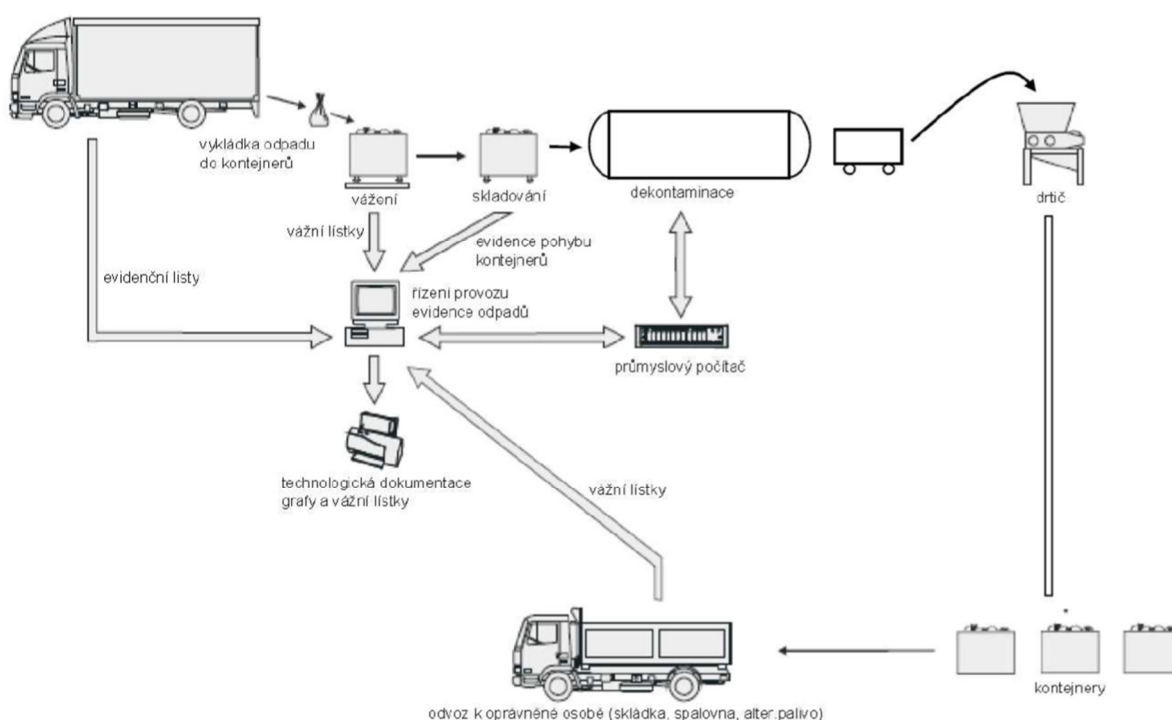 vykládka odpadu
do kontejnerů
vážení
skladování
dekontaminace
drtič
vážní lístky
evidence pohybu
kontejnerů
evidenční listy
řízení provozu
evidence odpadů
průmyslový počítač
technologická dokumentace
grafy a vážní lístky
vážní lístky
kontejnery
odvoz k oprávněné osobě (skládka, spalovna, alter.palivo)